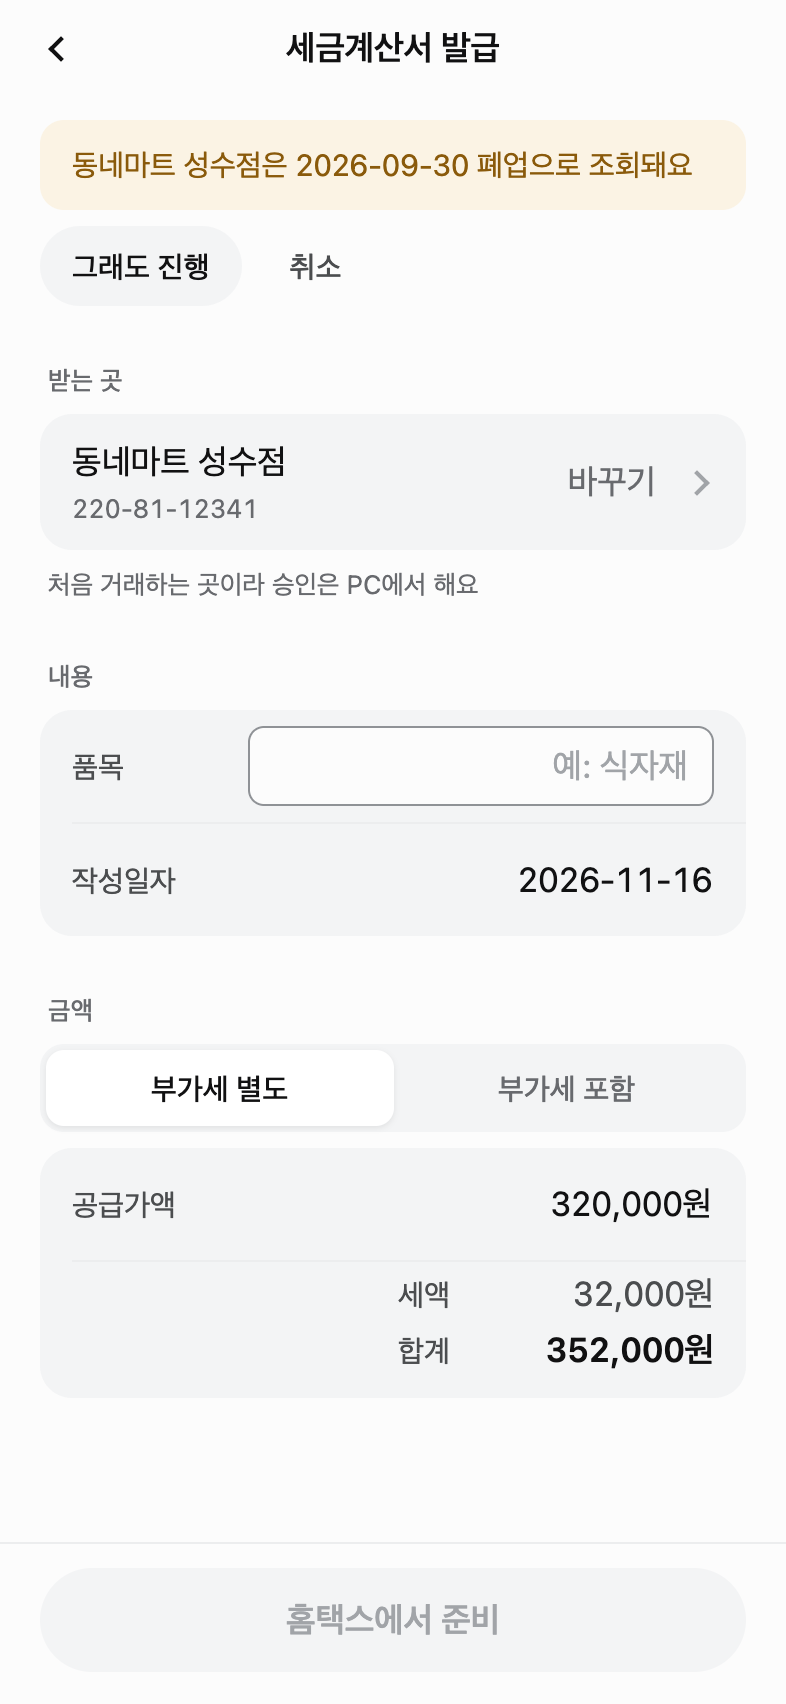 세금계산서 발급
동네마트 성수점은 2026-09-30 폐업으로 조회돼요
그래도 진행
취소
받는 곳
동네마트 성수점
220-81-12341
바꾸기
처음 거래하는 곳이라 승인은 PC에서 해요
내용
품목
예: 식자재
작성일자
2026-11-16
금액
부가세 별도
부가세 포함
공급가액
320,000원
세액
32,000원
합계
352,000원
홈택스에서 준비